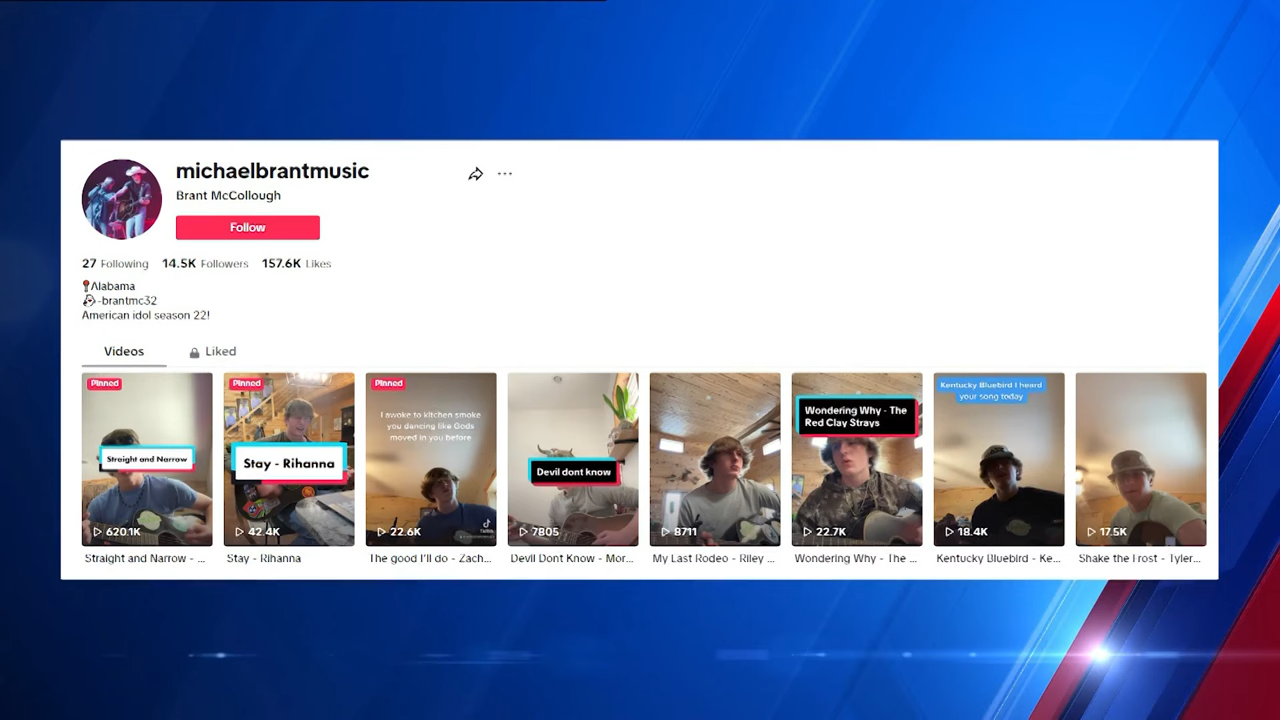 michaelbrantmusic
Brant McCollough
Follow
27 Following 14.5K Followers 157.6K Likes
Alabama
-brantmc32
American idol season 22!
Videos Liked
Pinned
Straight and Narrow
620.1K
Straight and Narrow - ...
Pinned
Stay - Rihanna
42.4K
Stay - Rihanna
Pinned
I awoke to kitchen smoke
you dancing like Gods
moved in you before
22.6K
The good I'll do - Zach...
Devil dont know
7805
Devil Dont Know - Mor...
8711
My Last Rodeo - Riley ...
Wondering Why - The
Red Clay Strays
22.7K
Wondering Why - The ...
Kentucky Bluebird I heard
your song today
18.4K
Kentucky Bluebird - Ke...
17.5K
Shake the Frost - Tyler...